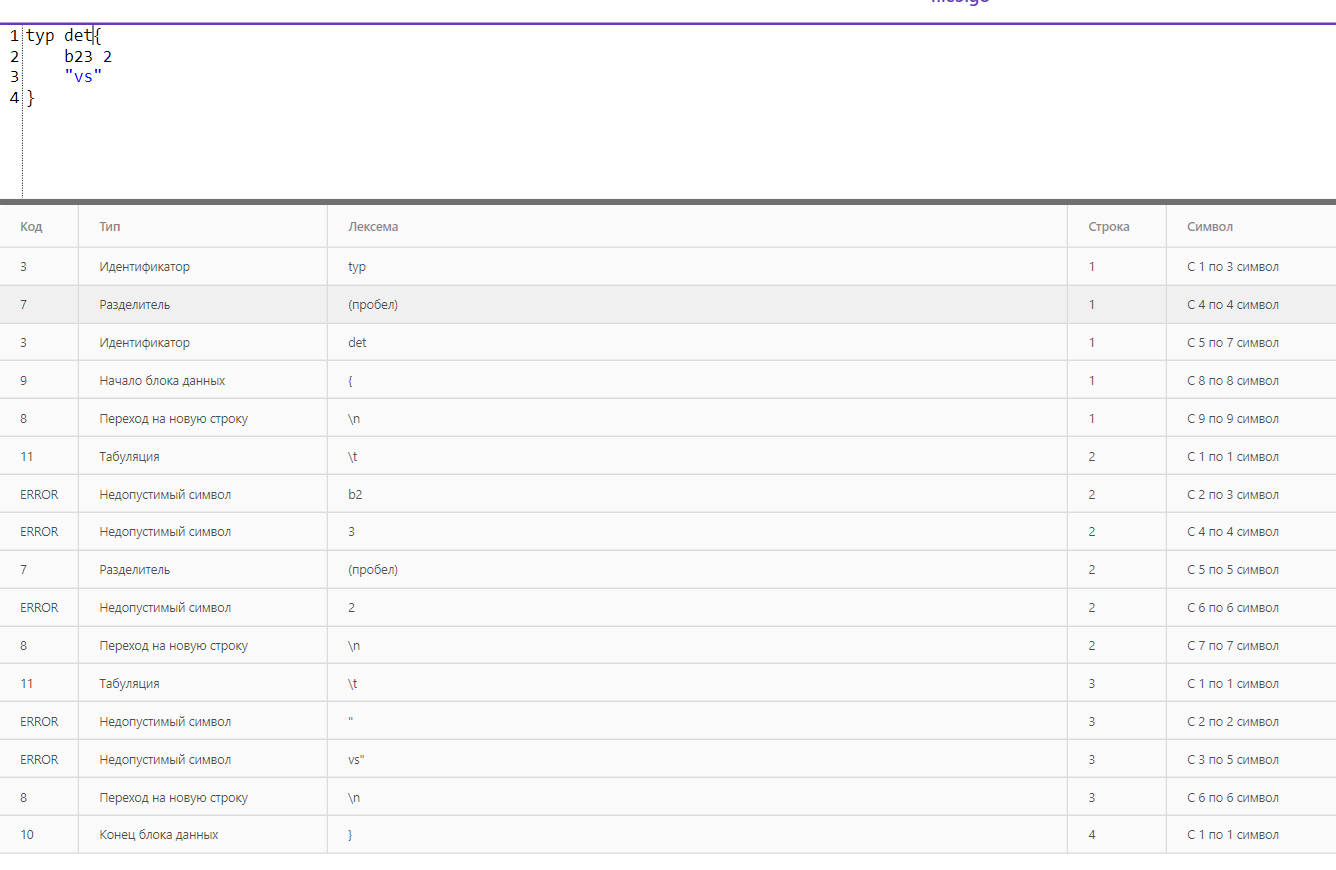 1 typ det{
2 b23 2
3 "vs"
4 }
Код Тип Лексема Строка Символ
3 Идентификатор typ 1 С 1 по 3 символ
7 Разделитель (пробел) 1 С 4 по 4 символ
3 Идентификатор det 1 С 5 по 7 символ
9 Начало блока данных { 1 С 8 по 8 символ
8 Переход на новую строку \n 1 С 9 по 9 символ
11 Табуляция \t 2 С 1 по 1 символ
ERROR Недопустимый символ b2 2 С 2 по 3 символ
ERROR Недопустимый символ 3 2 С 4 по 4 символ
7 Разделитель (пробел) 2 С 5 по 5 символ
ERROR Недопустимый символ 2 2 С 6 по 6 символ
8 Переход на новую строку \n 2 С 7 по 7 символ
11 Табуляция \t 3 С 1 по 1 символ
ERROR Недопустимый символ " 3 С 2 по 2 символ
ERROR Недопустимый символ vs" 3 С 3 по 5 символ
8 Переход на новую строку \n 3 С 6 по 6 символ
10 Конец блока данных } 4 С 1 по 1 символ